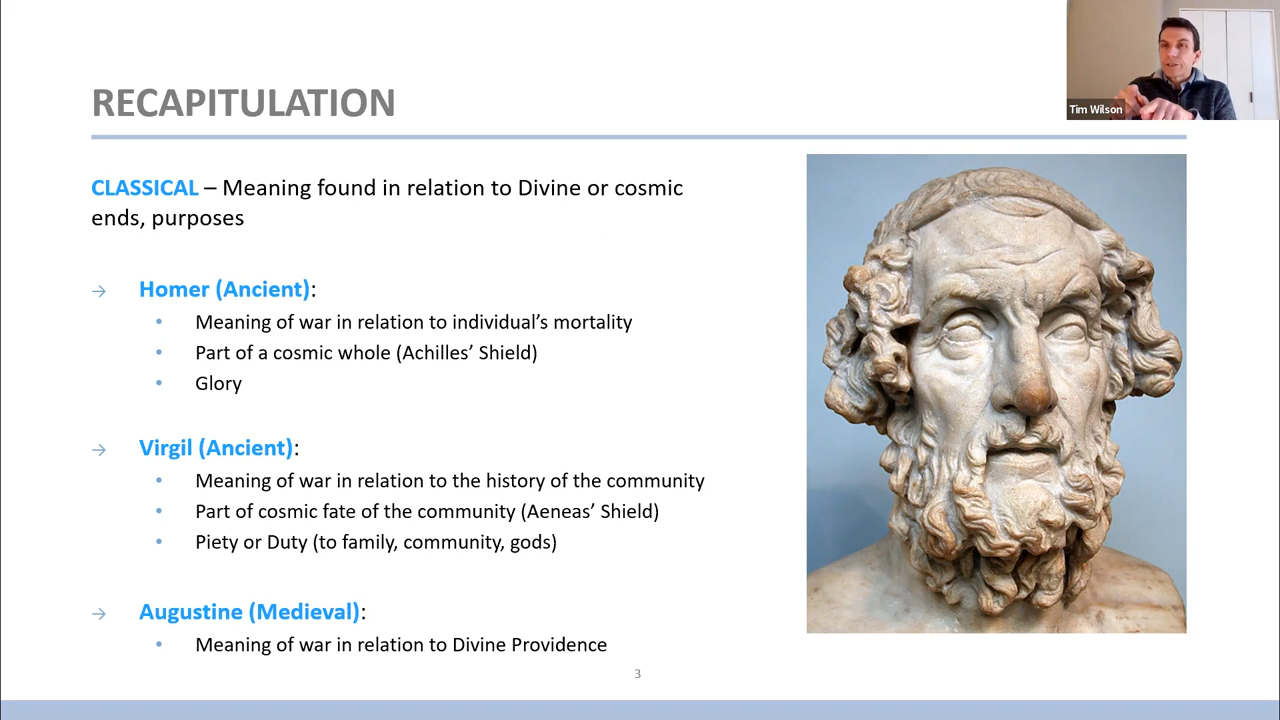 RECAPITULATION
Tim Wilson
CLASSICAL – Meaning found in relation to Divine or cosmic
ends, purposes
→ Homer (Ancient):
• Meaning of war in relation to individual’s mortality
• Part of a cosmic whole (Achilles’ Shield)
• Glory
→ Virgil (Ancient):
• Meaning of war in relation to the history of the community
• Part of cosmic fate of the community (Aeneas’ Shield)
• Piety or Duty (to family, community, gods)
→ Augustine (Medieval):
• Meaning of war in relation to Divine Providence
3